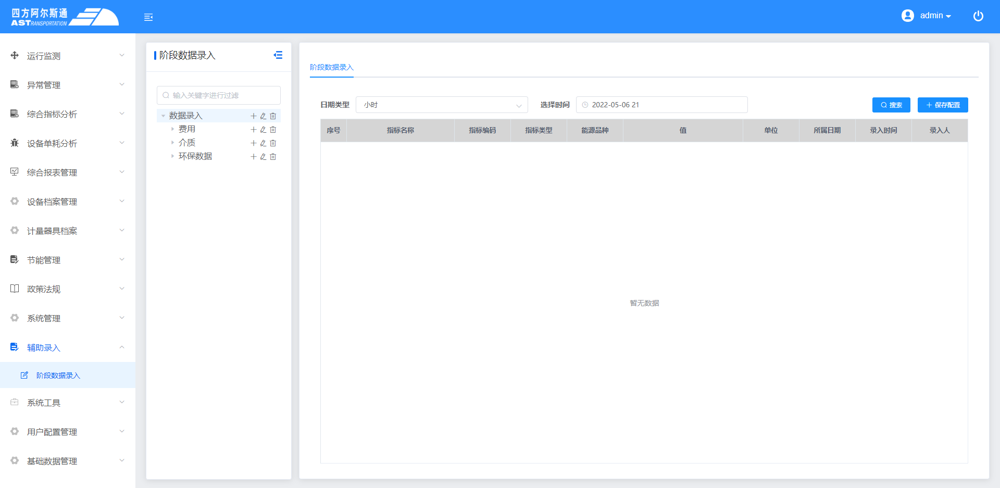 四方阿尔斯通
ASTRANSPORTATION
admin
运行监测
异常管理
综合指标分析
设备单耗分析
综合报表管理
设备档案管理
计量器具档案
节能管理
政策法规
系统管理
辅助录入
阶段数据录入
系统工具
用户配置管理
基础数据管理
阶段数据录入
输入关键字进行过滤
数据录入
费用
介质
环保数据
阶段数据录入
日期类型 小时 选择时间 2022-05-06 21 搜索 保存配置
序号 指标名称 指标编码 指标类型 能源品种 值 单位 所属日期 录入时间 录入人
暂无数据